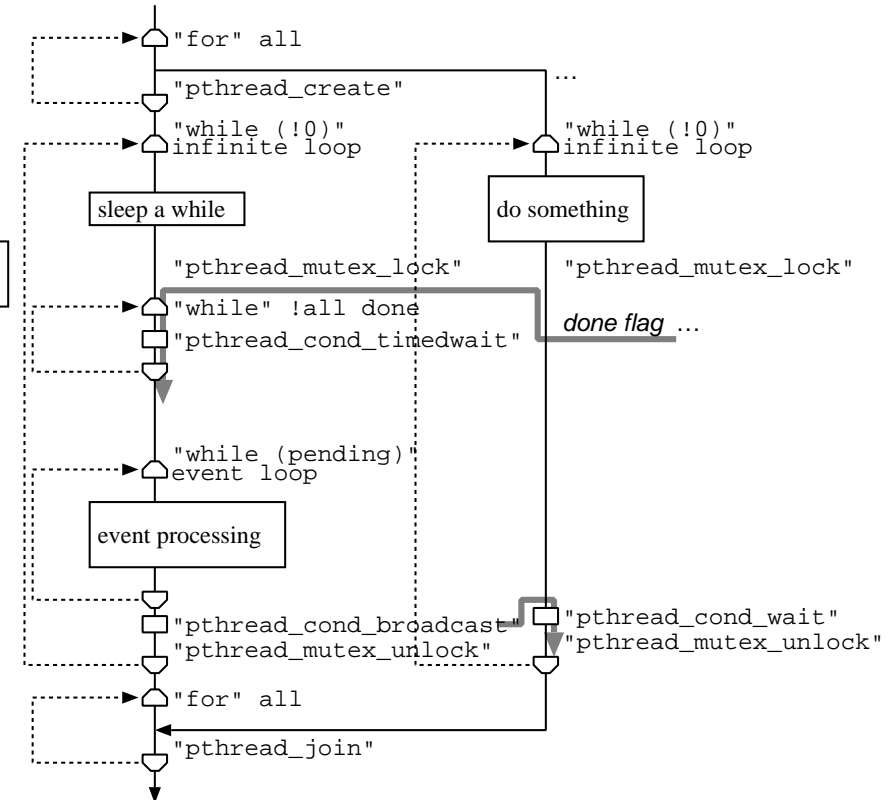 "for" all
…
"pthread_create"
"while (!0)"
infinite loop
"while (!0)"
infinite loop
sleep a while
do something
"pthread_mutex_lock"
"pthread_mutex_lock"
"while" !all done
done flag …
"pthread_cond_timedwait"
"while (pending)"
event loop
event processing
"pthread_cond_wait"
"pthread_cond_broadcast"
"pthread_mutex_unlock"
"pthread_mutex_unlock"
"for" all
"pthread_join"